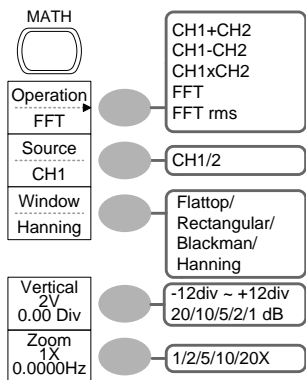 MATH
Operation
FFT
CH1+CH2
CH1-CH2
CH1xCH2
FFT
FFT rms
Source
CH1
CH1/2
Window
Hanning
Flattop/
Rectangular/
Blackman/
Hanning
Vertical
2V
0.00 Div
-12div ~ +12div
20/10/5/2/1 dB
Zoom
1X
0.0000Hz
1/2/5/10/20X